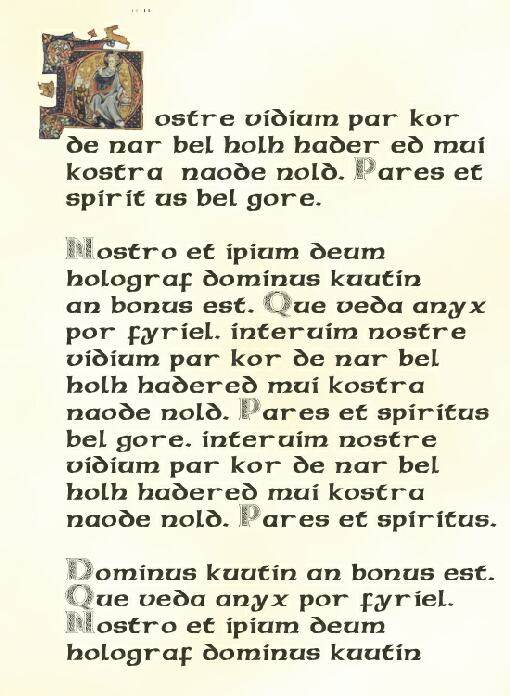 ostre vidium par kor
de nar bel holh hader ed mui
kostra naode nold. Pares et
spirit us bel gore.
Nostro et ipium deum
holograf dominus kuutin
an bonus est. Que veda anyx
por fyriel. interuim nostre
vidium par kor de nar bel
holh hadered mui kostra
naode nold. Pares et spiritus
bel gore. interuim nostre
vidium par kor de nar bel
holh hadered mui kostra
naode nold. Pares et spiritus.
Dominus kuutin an bonus est.
Que veda anyx por fyriel.
Nostro et ipium deum
holograf dominus kuutin